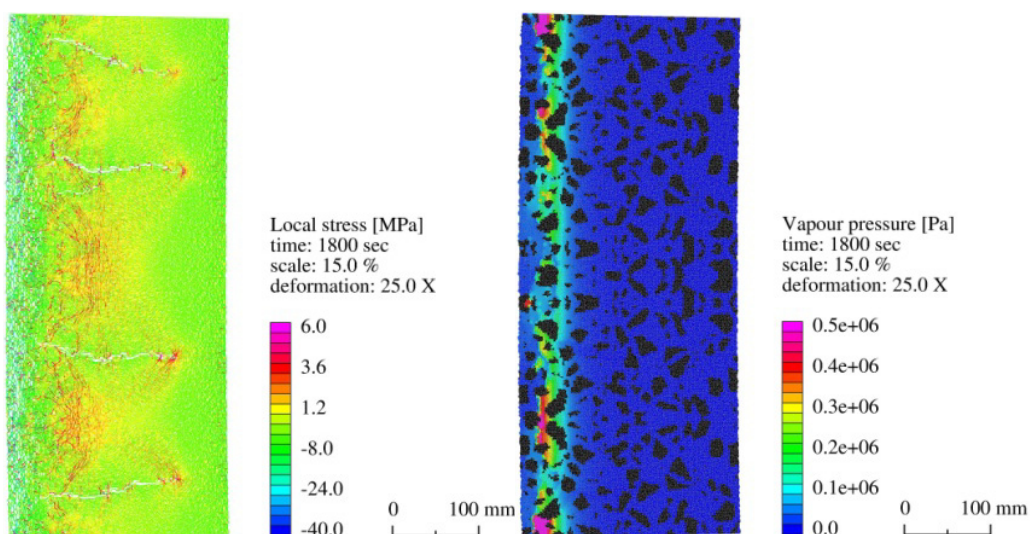 Local stress [MPa]
time: 1800 sec
scale: 15.0 %
deformation: 25.0 X
6.0
3.6
1.2
-8.0
-24.0
-40.0
0 100 mm
Vapour pressure [Pa]
time: 1800 sec
scale: 15.0 %
deformation: 25.0 X
0.5e+06
0.4e+06
0.3e+06
0.2e+06
0.1e+06
0.0
0 100 mm